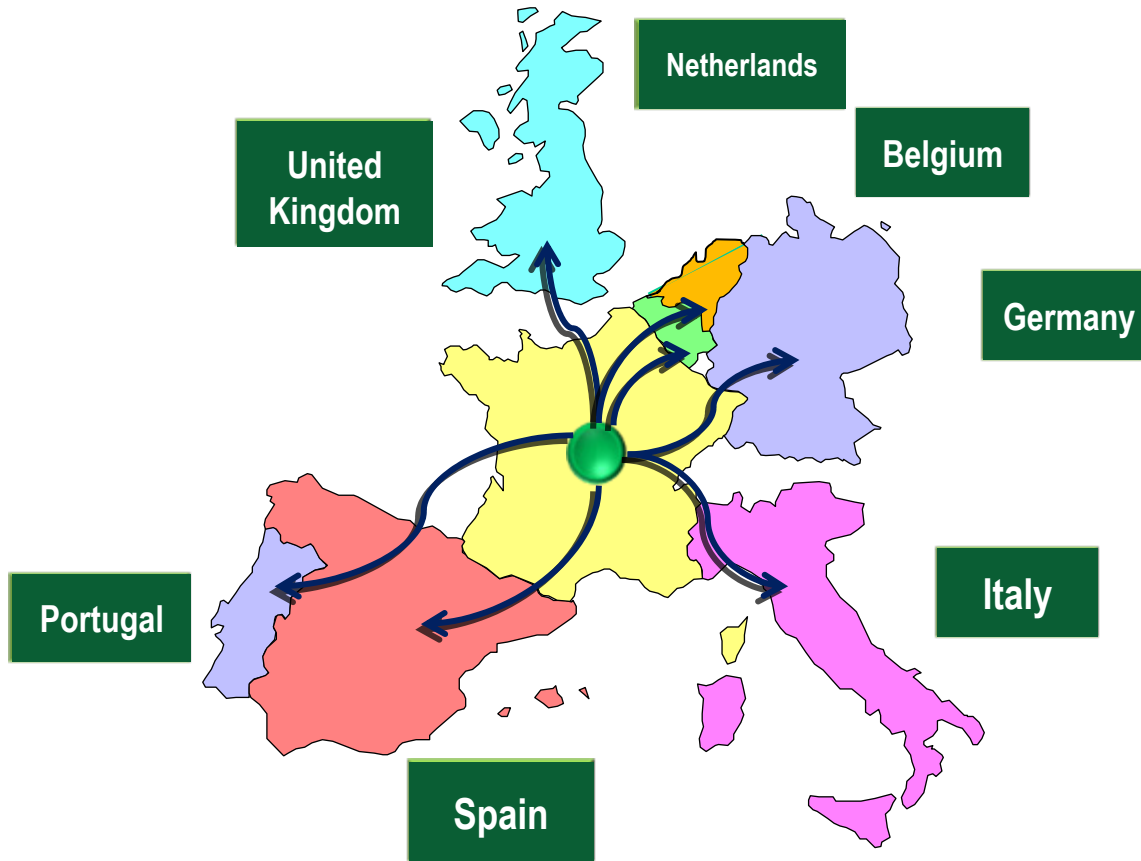 Netherlands
Belgium
United
Kingdom
Germany
Italy
Portugal
Spain